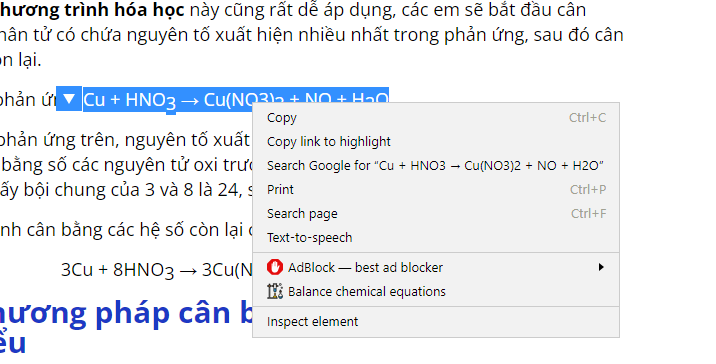 hương trình hóa học này cũng rất dễ áp dụng, các em sẽ bắt đầu cân
hân tử có chứa nguyên tố xuất hiện nhiều nhất trong phản ứng, sau đó cân
n lại.
phản ứ ▼ Cu + HNO3 → Cu(NO3)2 + NO + H2O
phản ứng trên, nguyên tố xuất
bằng số các nguyên tử oxi trư
ấy bội chung của 3 và 8 là 24, s
nh cân bằng các hệ số còn lại
3Cu + 8HNO3 → 3Cu(N
hương pháp cân b
ểu
Copy Ctrl+C
Copy link to highlight
Search Google for “Cu + HNO3 → Cu(NO3)2 + NO + H2O”
Print Ctrl+P
Search page Ctrl+F
Text-to-speech
AdBlock — best ad blocker
Balance chemical equations
Inspect element